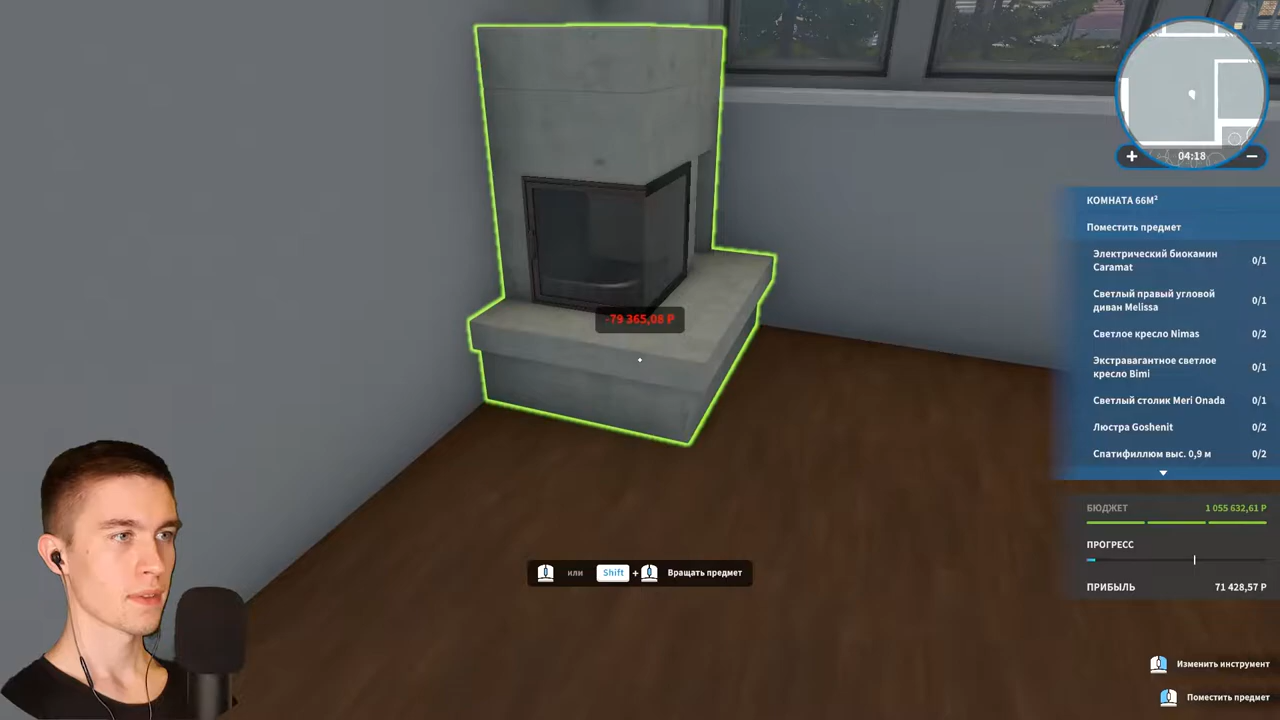 + 04:18 −
КОМНАТА 66М²
Поместить предмет
Электрический биокамин
Caramat 0/1
Светлый правый угловой
диван Melissa 0/1
Светлое кресло Nimas 0/2
Экстравагантное светлое
кресло Bimi 0/1
Светлый столик Meri Onada 0/1
Люстра Goshenit 0/2
Спатифиллюм выс. 0,9 м 0/2
-79 365,08 ₽
БЮДЖЕТ 1 055 632,61 ₽
ПРОГРЕСС
ПРИБЫЛЬ 71 428,57 ₽
или Shift + Вращать предмет
Изменить инструмент
Поместить предмет